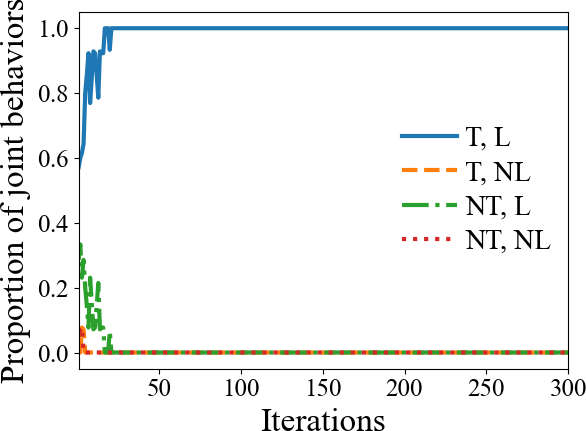 Proportion of joint behaviors
1.0
0.8
0.6
0.4
0.2
0.0
T, L
T, NL
NT, L
NT, NL
50 100 150 200 250 300
Iterations